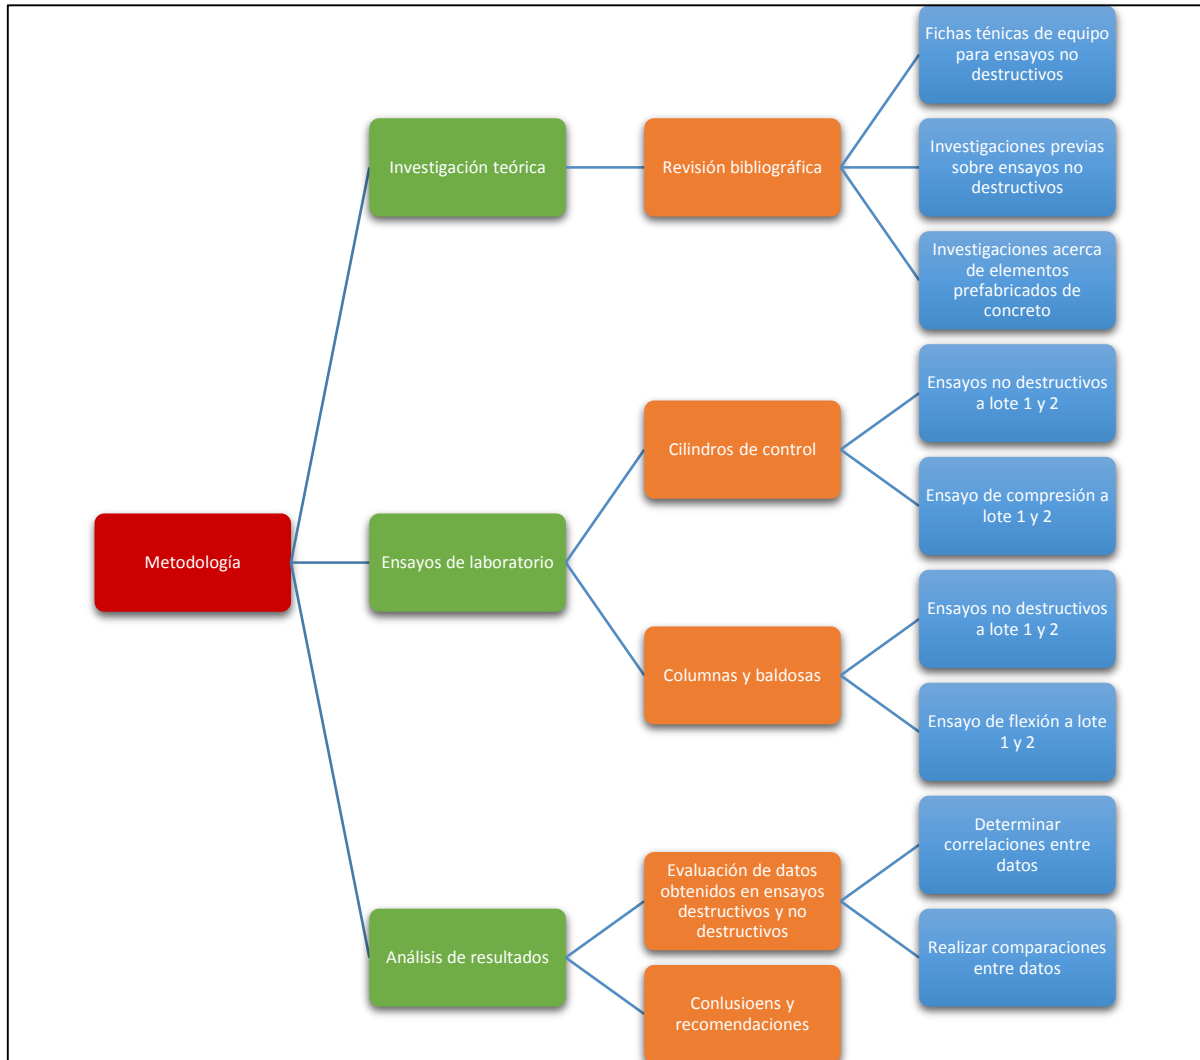 Fichas ténicas de equipo
para ensayos no
destructivos
Investigación teórica
Revisión bibliográfica
Investigaciones previas
sobre ensayos no
destructivos
Investigaciones acerca
de elementos
prefabricados de
concreto
Ensayos no destructivos
a lote 1 y 2
Cilindros de control
Ensayo de compresión a
lote 1 y 2
Metodología
Ensayos de laboratorio
Ensayos no destructivos
a lote 1 y 2
Columnas y baldosas
Ensayo de flexión a lote
1 y 2
Determinar
correlaciones entre
datos
Evaluación de datos
obtenidos en ensayos
destructivos y no
destructivos
Análisis de resultados
Realizar comparaciones
entre datos
Conlusioens y
recomendaciones